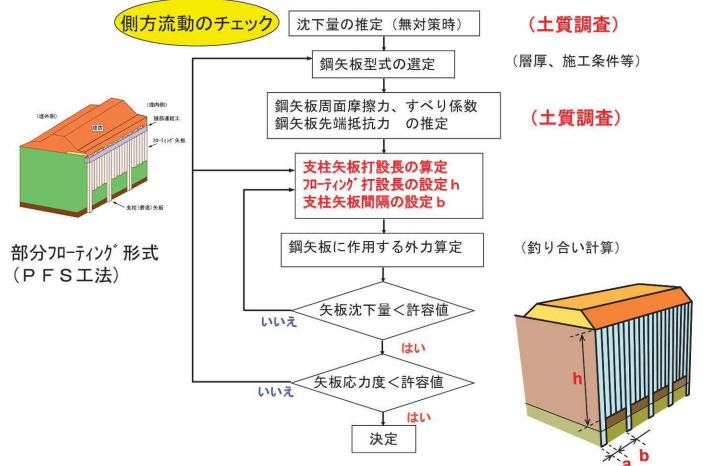 側方流動のチェック
沈下量の推定（無対策時）
（土質調査）
鋼矢板型式の選定
（層厚、施工条件等）
鋼矢板周面摩擦力、すべり係数
鋼矢板先端抵抗力　の推定
（土質調査）
支柱矢板打設長の算定
フローティング打設長の設定h
支柱矢板間隔の設定b
鋼矢板に作用する外力算定
（釣り合い計算）
矢板沈下量＜許容値
いいえ
はい
矢板応力度＜許容値
いいえ
はい
決定
（堤外側）
（堤内側）
堤防
頭部連結工
フローティング矢板
支柱（着底）矢板
部分フローティング形式
（ＰＦＳ工法）
h
b
a